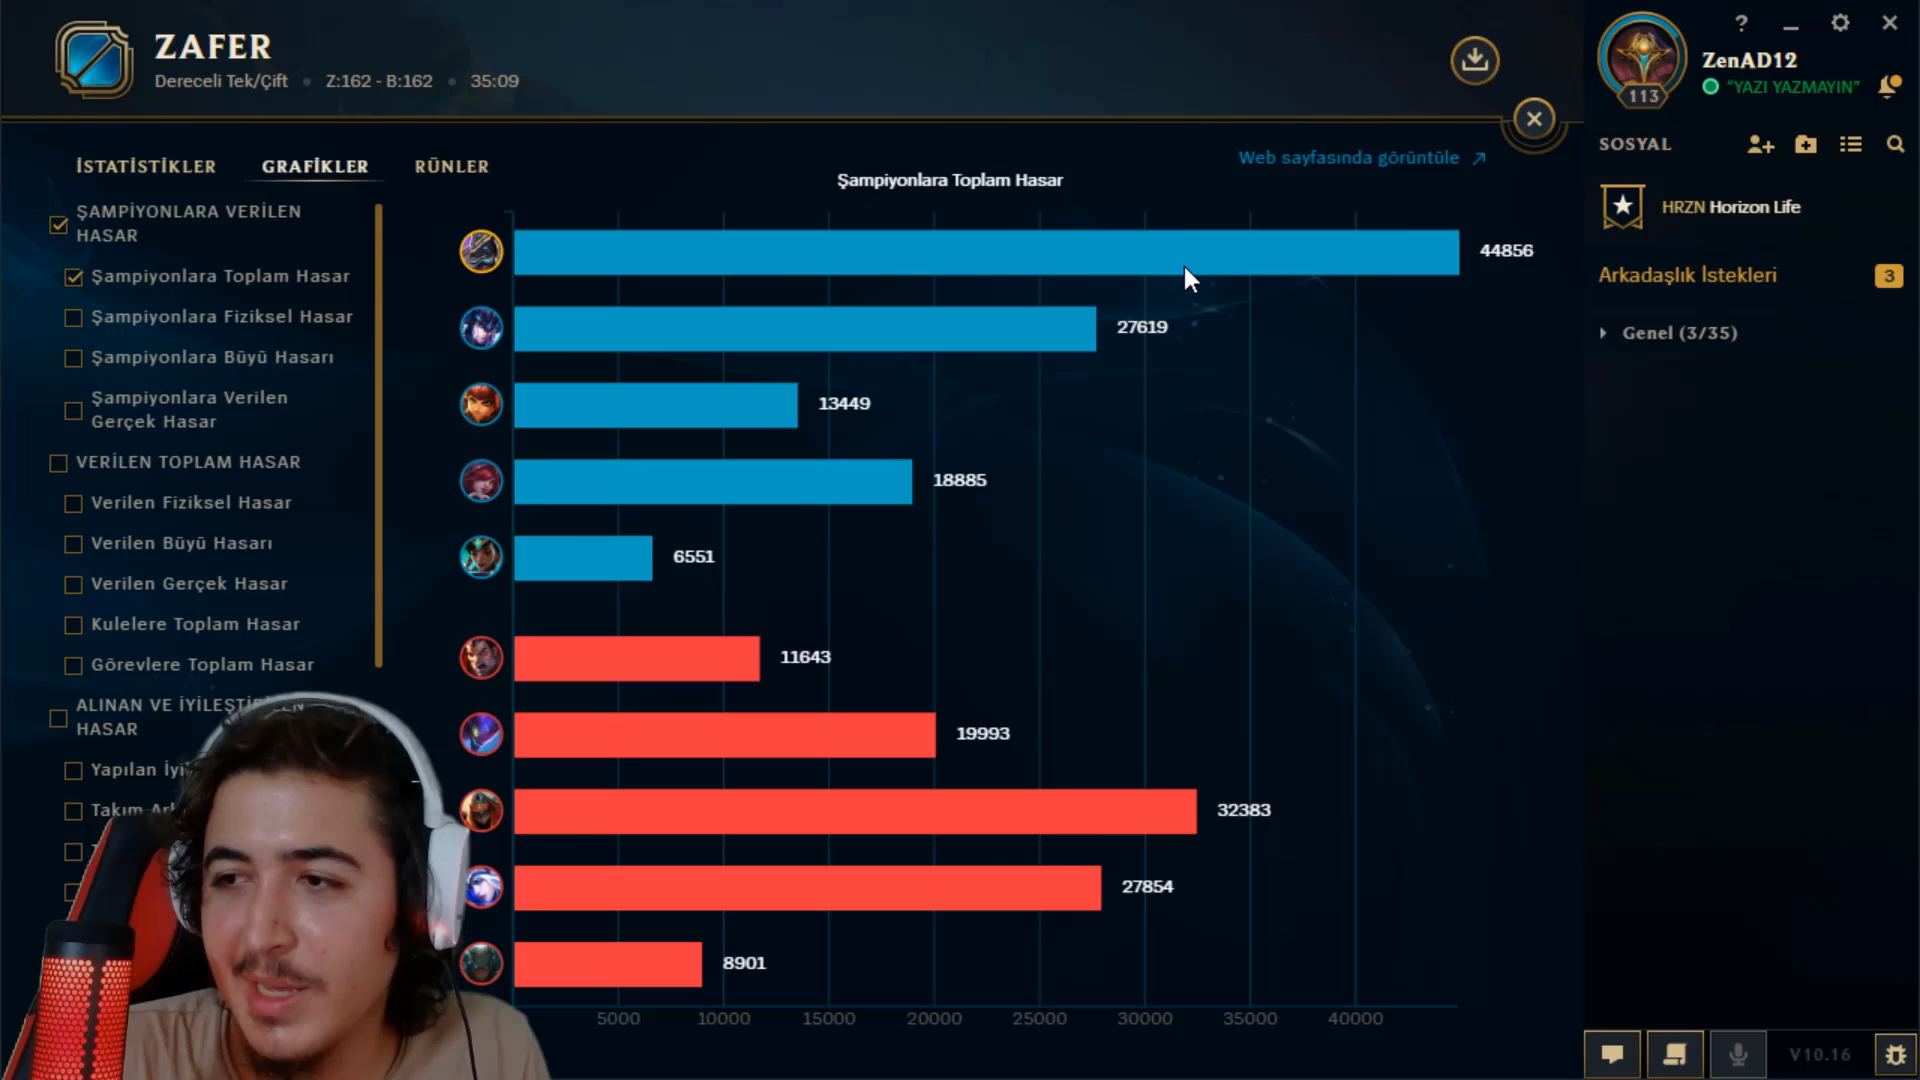 ZAFER
Dereceli Tek/Çift • Z:162 - B:162 • 35:09
?
ZenAD12
"YAZI YAZMAYIN"
113
İSTATİSTİKLER
GRAFİKLER
RÜNLER
Web sayfasında görüntüle
SOSYAL
HRZN Horizon Life
Arkadaşlık İstekleri
3
Genel (3/35)
ŞAMPİYONLARA VERİLEN
HASAR
Şampiyonlara Toplam Hasar
Şampiyonlara Fiziksel Hasar
Şampiyonlara Büyü Hasarı
Şampiyonlara Verilen
Gerçek Hasar
VERİLEN TOPLAM HASAR
Verilen Fiziksel Hasar
Verilen Büyü Hasarı
Verilen Gerçek Hasar
Kulelere Toplam Hasar
Görevlere Toplam Hasar
ALINAN VE
HASAR
Yapılan
Takım
Şampiyonlara Toplam Hasar
44856
27619
13449
18885
6551
11643
19993
32383
27854
8901
5000
10000
15000
20000
25000
30000
35000
40000
V10.16